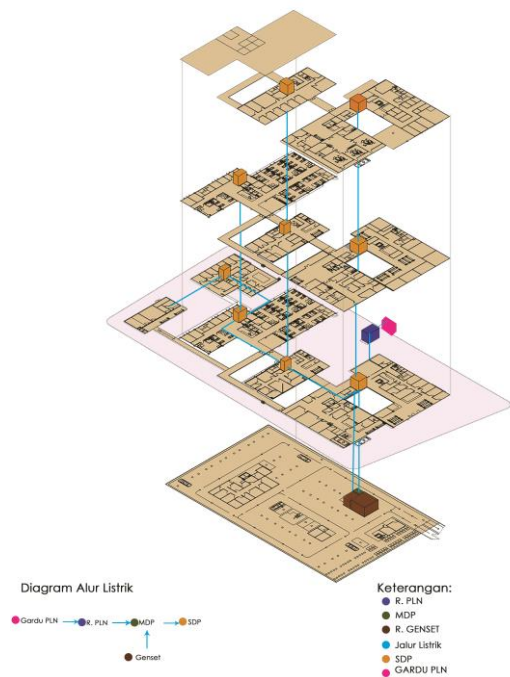 Diagram Alur Listrik
Gardu PLN
R. PLN
MDP
SDP
Genset
Keterangan:
R. PLN
MDP
R. GENSET
Jalur Listrik
SDP
GARDU PLN